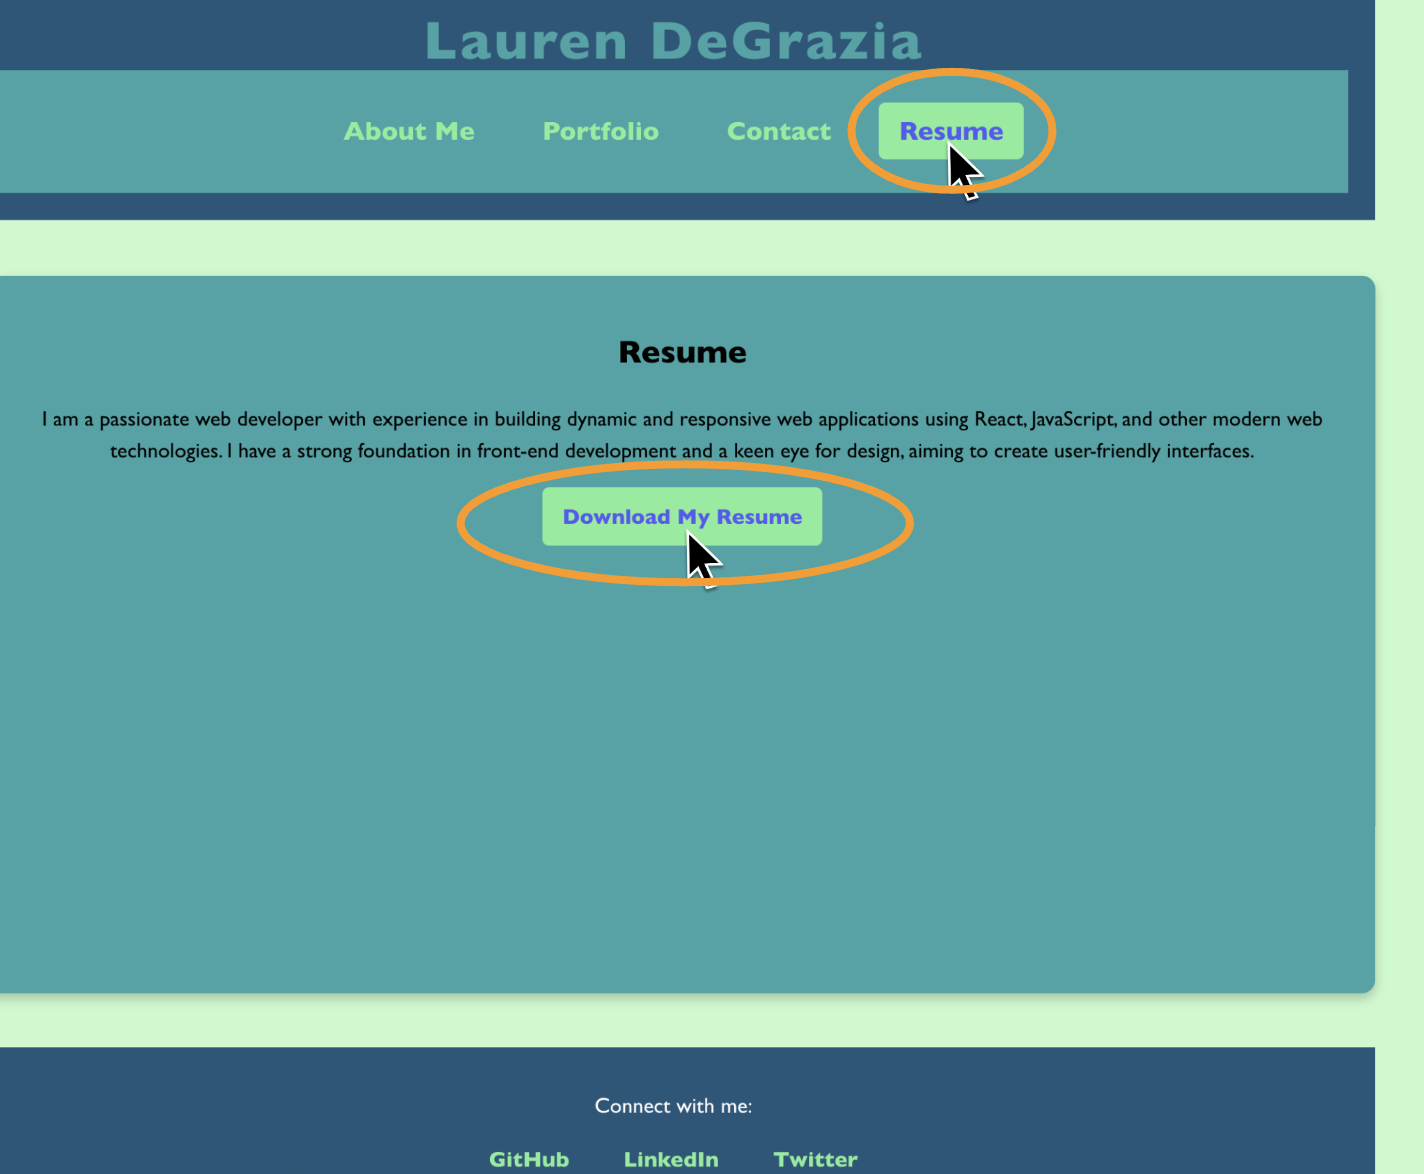 Lauren DeGrazia
About Me Portfolio Contact Resume
Resume
I am a passionate web developer with experience in building dynamic and responsive web applications using React, JavaScript, and other modern web
technologies. I have a strong foundation in front-end development and a keen eye for design, aiming to create user-friendly interfaces.
Download My Resume
Connect with me:
GitHub LinkedIn Twitter